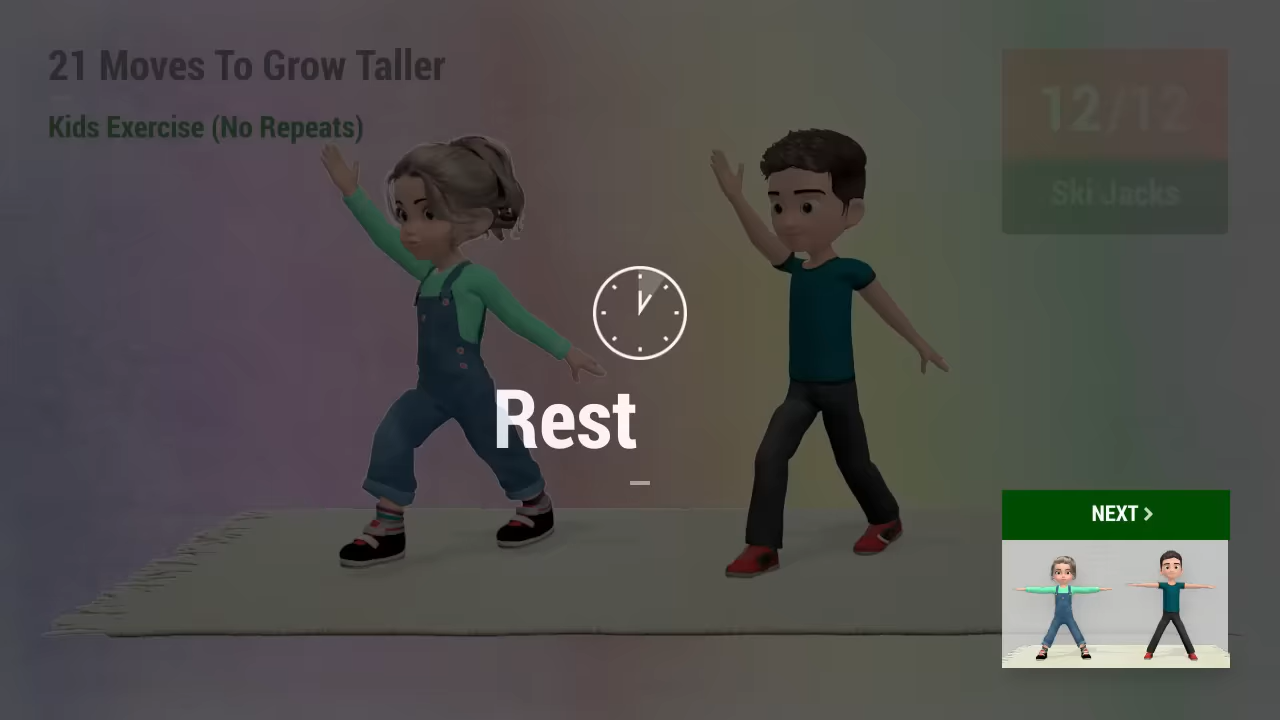 21 Moves To Grow Taller
Kids Exercise (No Repeats)
12/12
Ski Jacks
Rest
NEXT